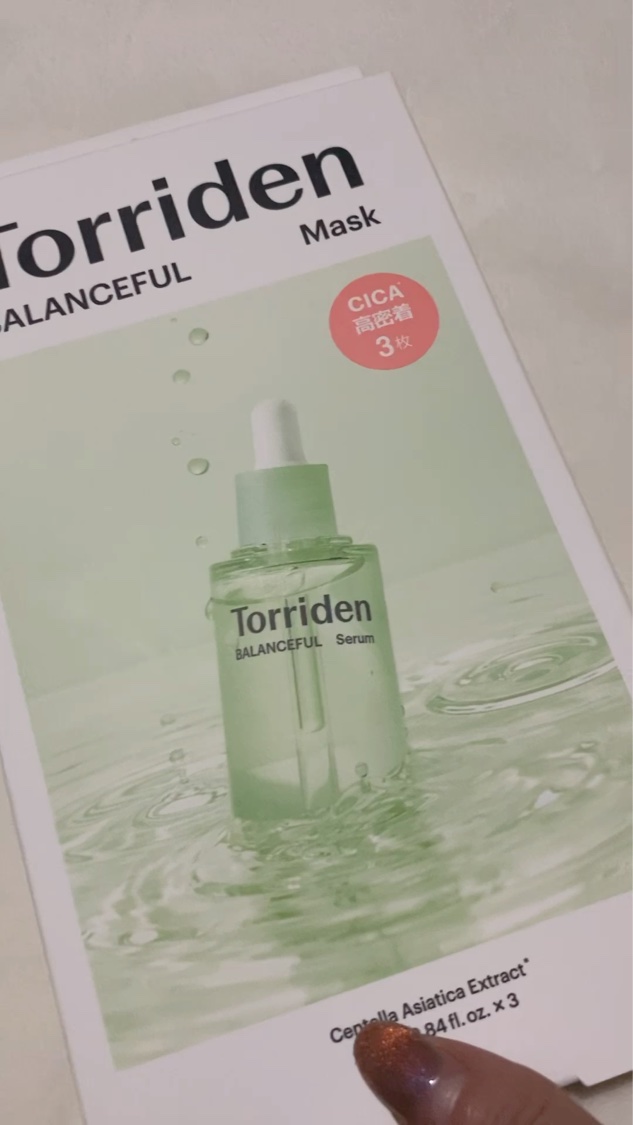 Torriden
BALANCEFUL Mask
CICA
高密着
3枚
Torriden
BALANCEFUL Serum
Centella Asiatica Extract*
.84 fl. oz. × 3